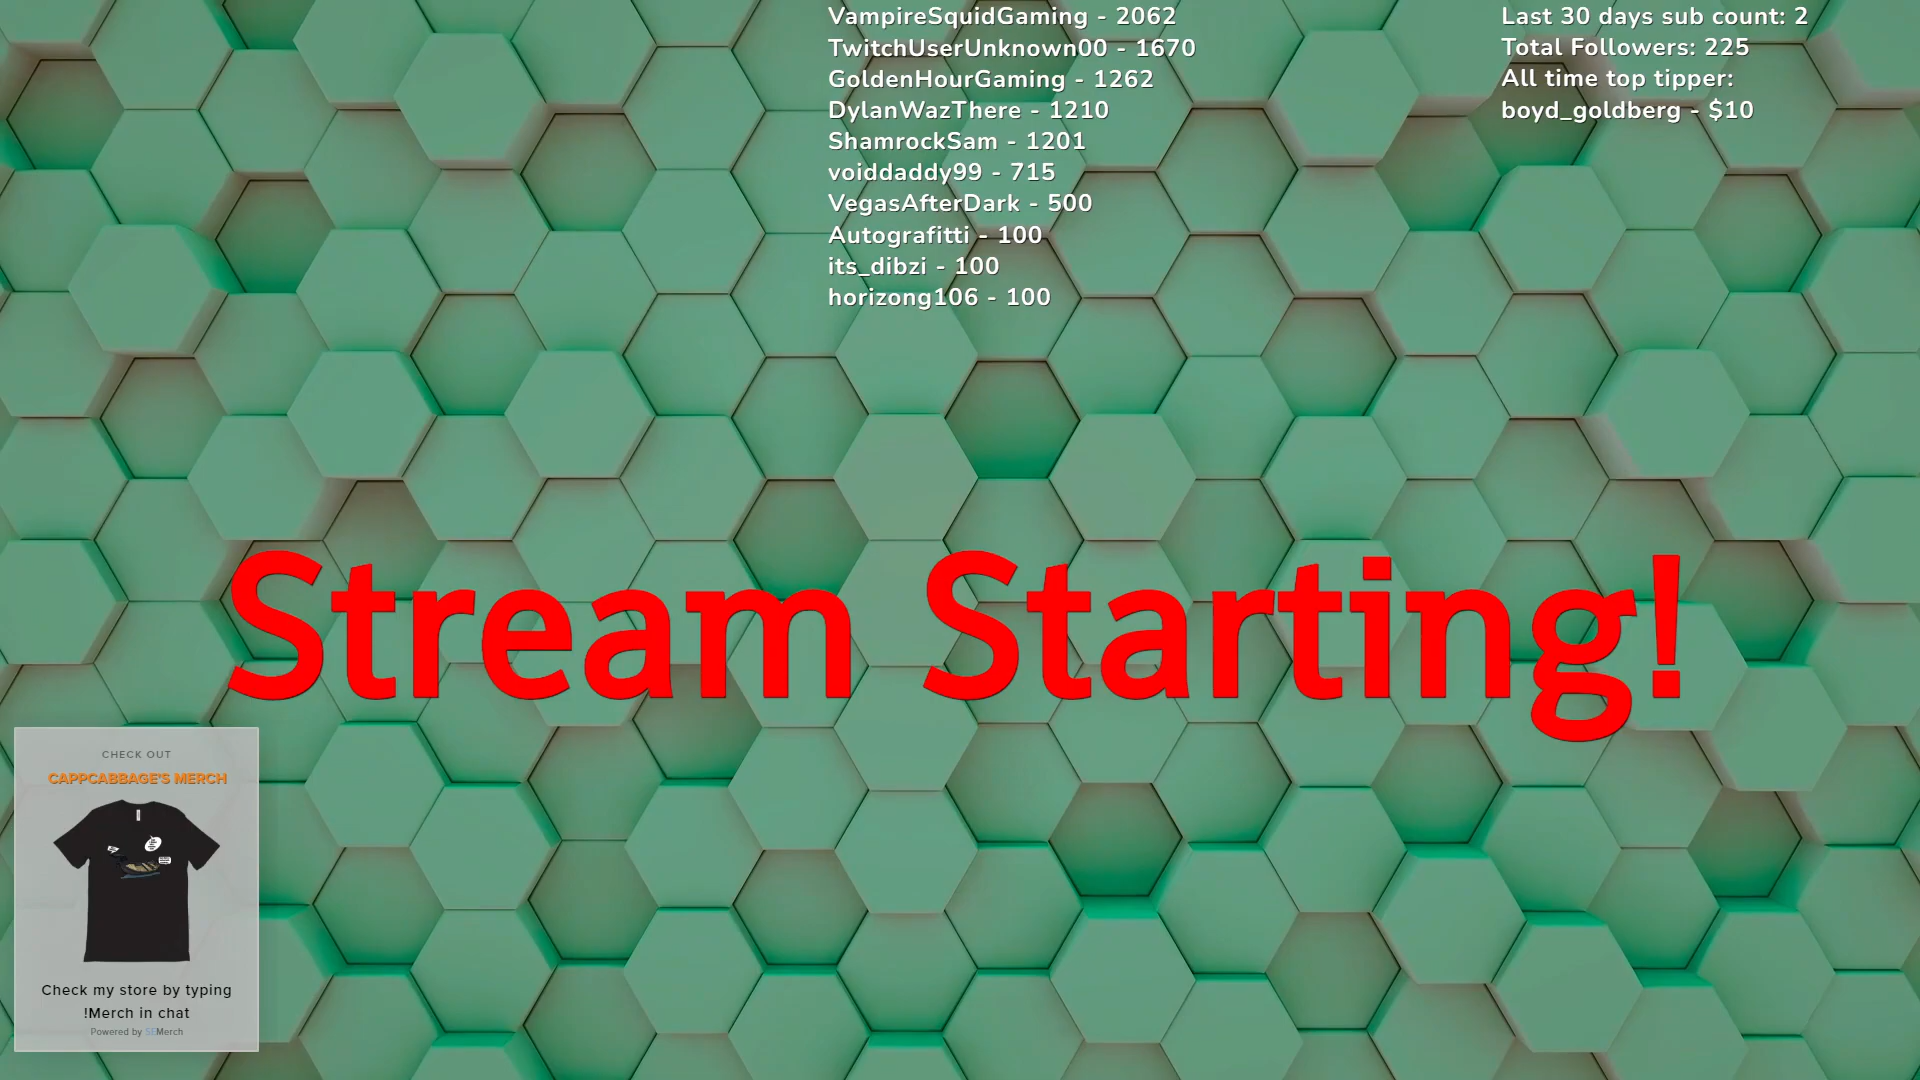 VampireSquidGaming - 2062
TwitchUserUnknown00 - 1670
GoldenHourGaming - 1262
DylanWazThere - 1210
ShamrockSam - 1201
voiddaddy99 - 715
VegasAfterDark - 500
Autografitti - 100
its_dibzi - 100
horizong106 - 100
Last 30 days sub count: 2
Total Followers: 225
All time top tipper:
boyd_goldberg - $10
Stream Starting!
CHECK OUT
CAPPCABBAGE'S MERCH
Check my store by typing
!Merch in chat
Powered by SEMerch